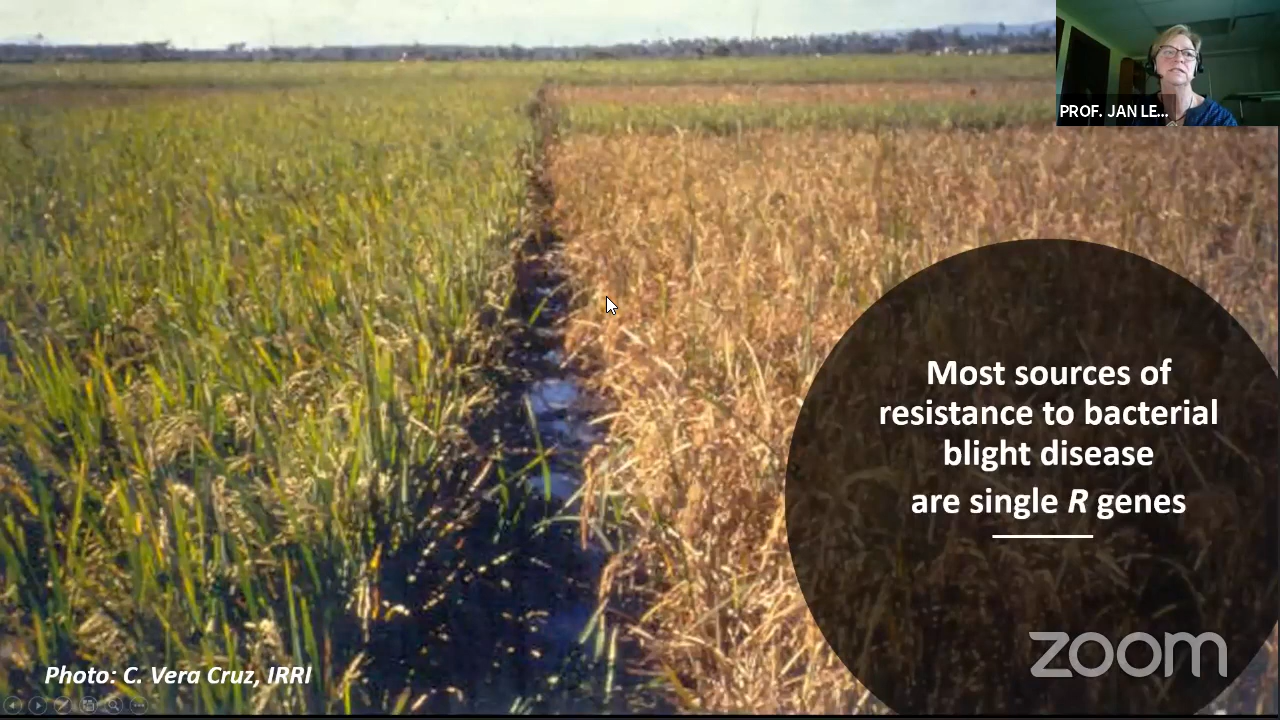 PROF. JAN LE...
Most sources of
resistance to bacterial
blight disease
are single R genes
zoom
Photo: C. Vera Cruz, IRRI